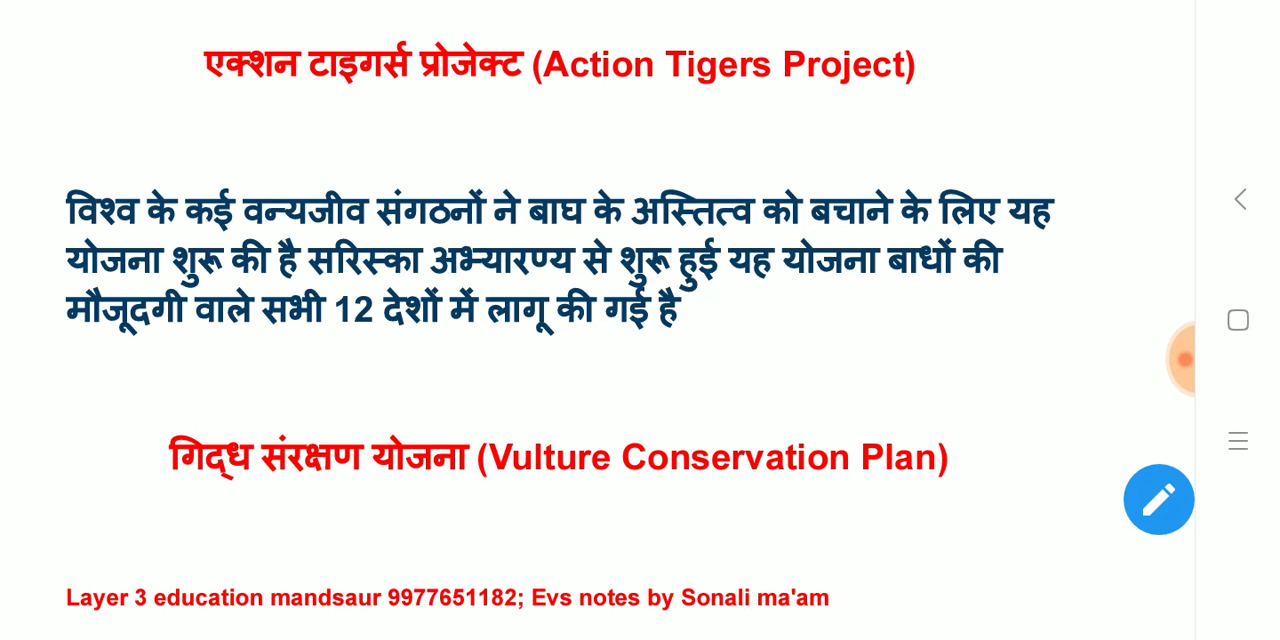 एक्शन टाइगर्स प्रोजेक्ट (Action Tigers Project)
विश्व के कई वन्यजीव संगठनों ने बाघ के अस्तित्व को बचाने के लिए यह
योजना शुरू की है सरिस्का अभ्यारण्य से शुरू हुई यह योजना बाधों की
मौजूदगी वाले सभी 12 देशों में लागू की गई है
गिद्ध संरक्षण योजना (Vulture Conservation Plan)
Layer 3 education mandsaur 9977651182; Evs notes by Sonali ma'am